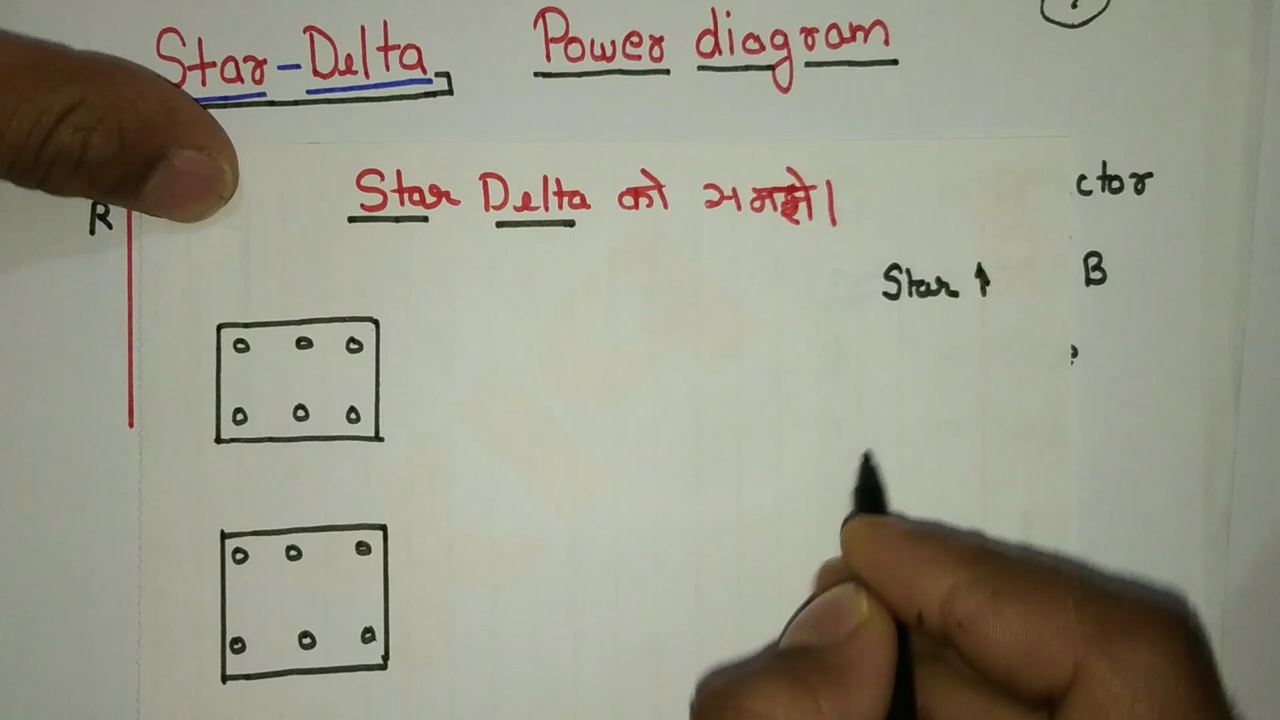 Star-Delta Power diagram
Star Delta को समझे।
ctor
R
Star ↑
B